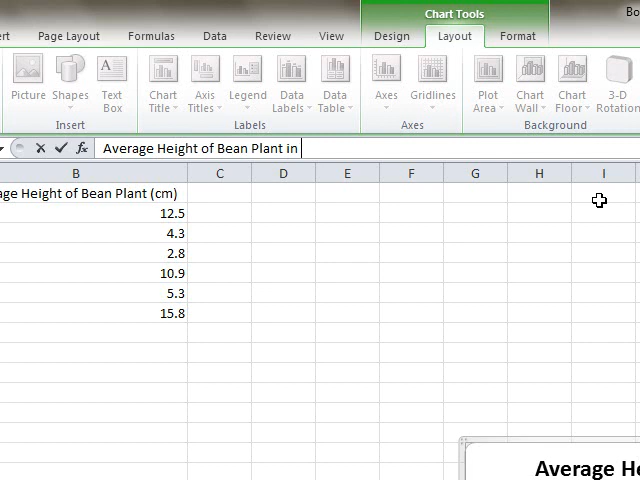 Chart Tools
Page Layout Formulas Data Review View Design Layout Format
Picture Shapes Text Box Chart Title Axis Titles Legend Data Labels Data Table Axes Gridlines Plot Area Chart Wall Chart Floor 3-D Rotation
Insert Labels Axes Background
fx Average Height of Bean Plant in
B C D E F G H I
age Height of Bean Plant (cm)
12.5
4.3
2.8
10.9
5.3
15.8
Average He